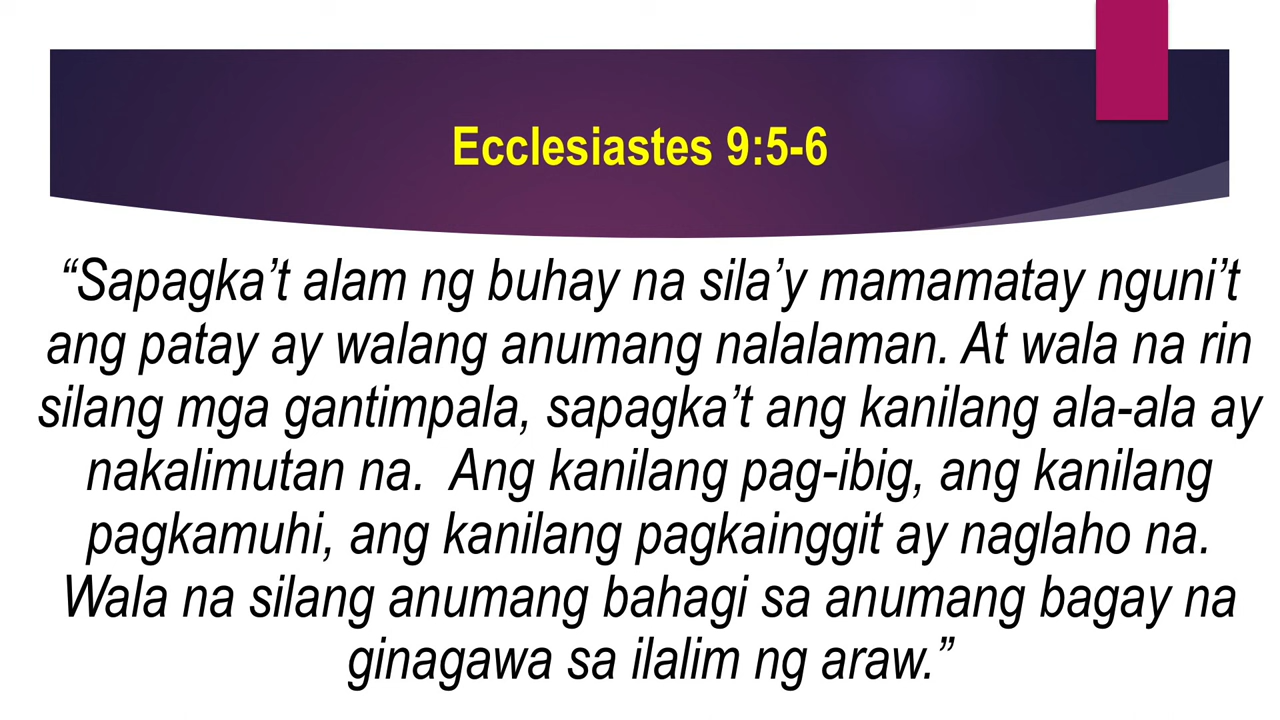 Ecclesiastes 9:5-6
“Sapagka’t alam ng buhay na sila’y mamamatay nguni’t
ang patay ay walang anumang nalalaman. At wala na rin
silang mga gantimpala, sapagka’t ang kanilang ala-ala ay
nakalimutan na.  Ang kanilang pag-ibig, ang kanilang
pagkamuhi, ang kanilang pagkainggit ay naglaho na.
Wala na silang anumang bahagi sa anumang bagay na
ginagawa sa ilalim ng araw.”